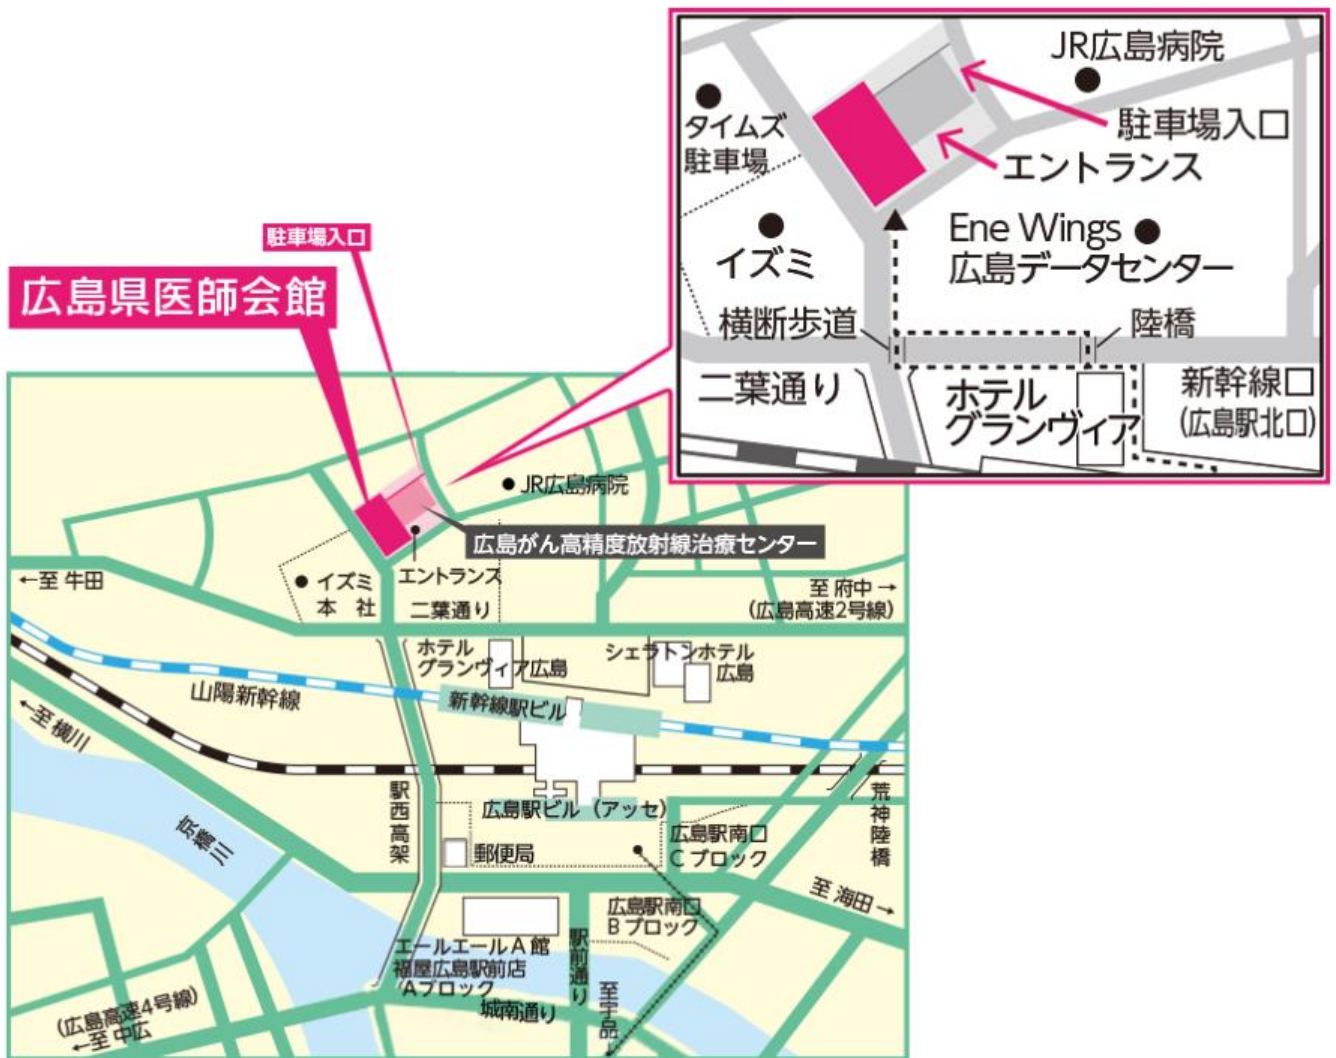 JR広島病院
タイムズ
駐車場
駐車場入口
エントランス
Ene Wings
広島データセンター
イズミ
横断歩道
陸橋
二葉通り
ホテル
グランヴィア
新幹線口
(広島駅北口)
駐車場入口
広島県医師会館
JR広島病院
広島がん高精度放射線治療センター
←至 牛田
イズミ
本 社
エントランス
二葉通り
至 府中→
(広島高速2号線)
ホテル
グランヴィア広島
シェラトンホテル
広島
山陽新幹線
新幹線駅ビル
←至 横川
駅西高架
広島駅ビル (アッセ)
荒神陸橋
京橋川
郵便局
広島駅南口
C ブロック
至 海田→
広島駅南口
B ブロック
エールエール A 館
福屋広島駅前店
Aブロック
駅前通り
至宇品→
城南通り
(広島高速4号線)
←至 中広